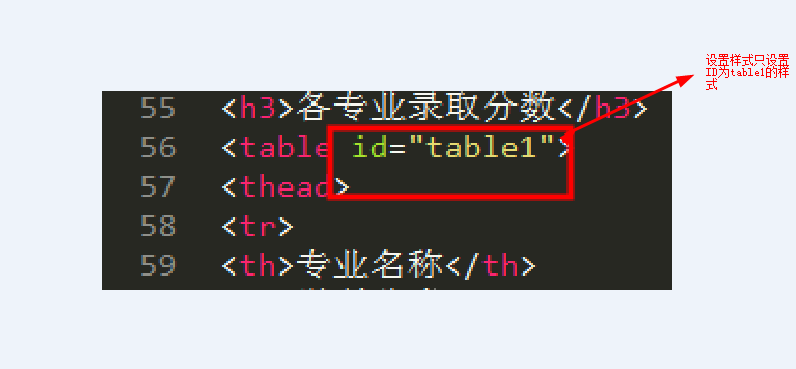 设置样式只设置
ID为table1的样
式
55 <h3>各专业录取分数</h3>
56 <table id="table1">
57 <thead>
58 <tr>
59 <th>专业名称</th>